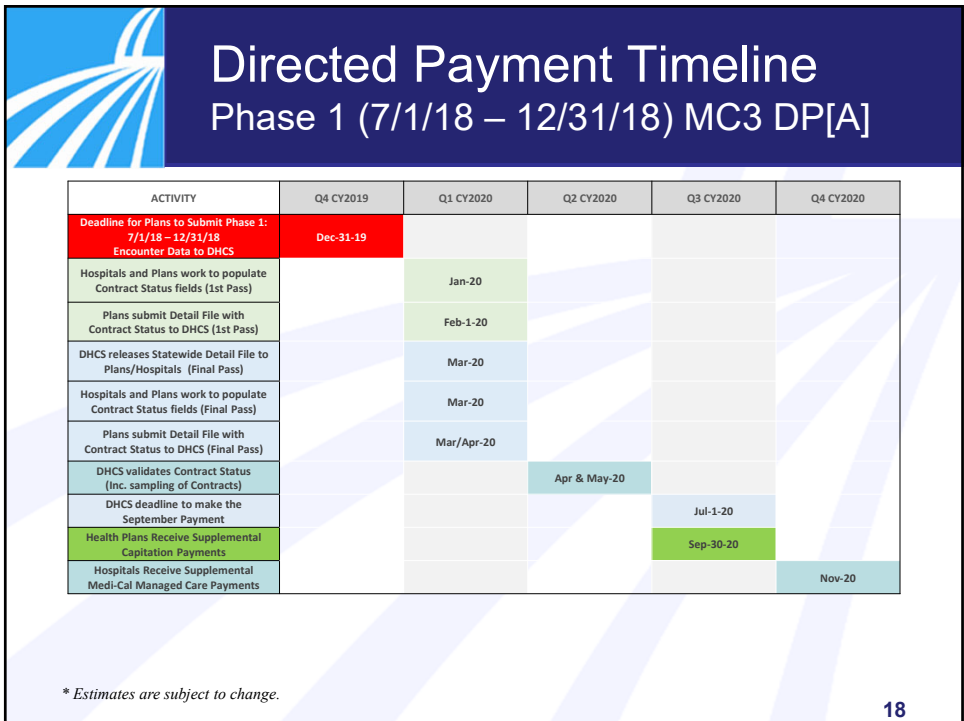 Directed Payment Timeline
Phase 1 (7/1/18 – 12/31/18) MC3 DP[A]
ACTIVITY Q4 CY2019 Q1 CY2020 Q2 CY2020 Q3 CY2020 Q4 CY2020
Deadline for Plans to Submit Phase 1:
7/1/18 – 12/31/18 Dec-31-19
Encounter Data to DHCS
Hospitals and Plans work to populate
Contract Status fields (1st Pass) Jan-20
Plans submit Detail File with
Contract Status to DHCS (1st Pass) Feb-1-20
DHCS releases Statewide Detail File to
Plans/Hospitals (Final Pass) Mar-20
Hospitals and Plans work to populate
Contract Status fields (Final Pass) Mar-20
Plans submit Detail File with
Contract Status to DHCS (Final Pass) Mar/Apr-20
DHCS validates Contract Status
(Inc. sampling of Contracts) Apr & May-20
DHCS deadline to make the
September Payment Jul-1-20
Health Plans Receive Supplemental
Capitation Payments Sep-30-20
Hospitals Receive Supplemental
Medi-Cal Managed Care Payments Nov-20
* Estimates are subject to change.
18